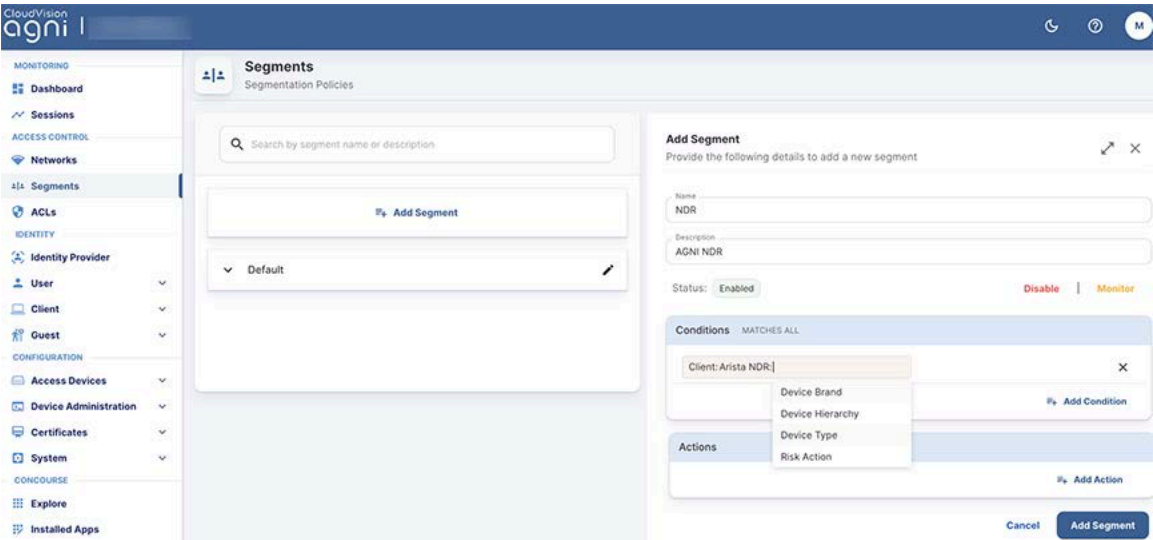 CloudVision
agni
M
MONITORING
Dashboard
Sessions
ACCESS CONTROL
Networks
Segments
ACLs
IDENTITY
Identity Provider
User
Client
Guest
CONFIGURATION
Access Devices
Device Administration
Certificates
System
CONCOURSE
Explore
Installed Apps
Segments
Segmentation Policies
Search by segment name or description
Add Segment
Default
Add Segment
Provide the following details to add a new segment
Name
NDR
Description
AGNI NDR
Status: Enabled Disable | Monitor
Conditions MATCHES ALL
Client:Arista NDR:
Device Brand
Device Hierarchy
Device Type
Risk Action
Add Condition
Actions
Add Action
Cancel Add Segment